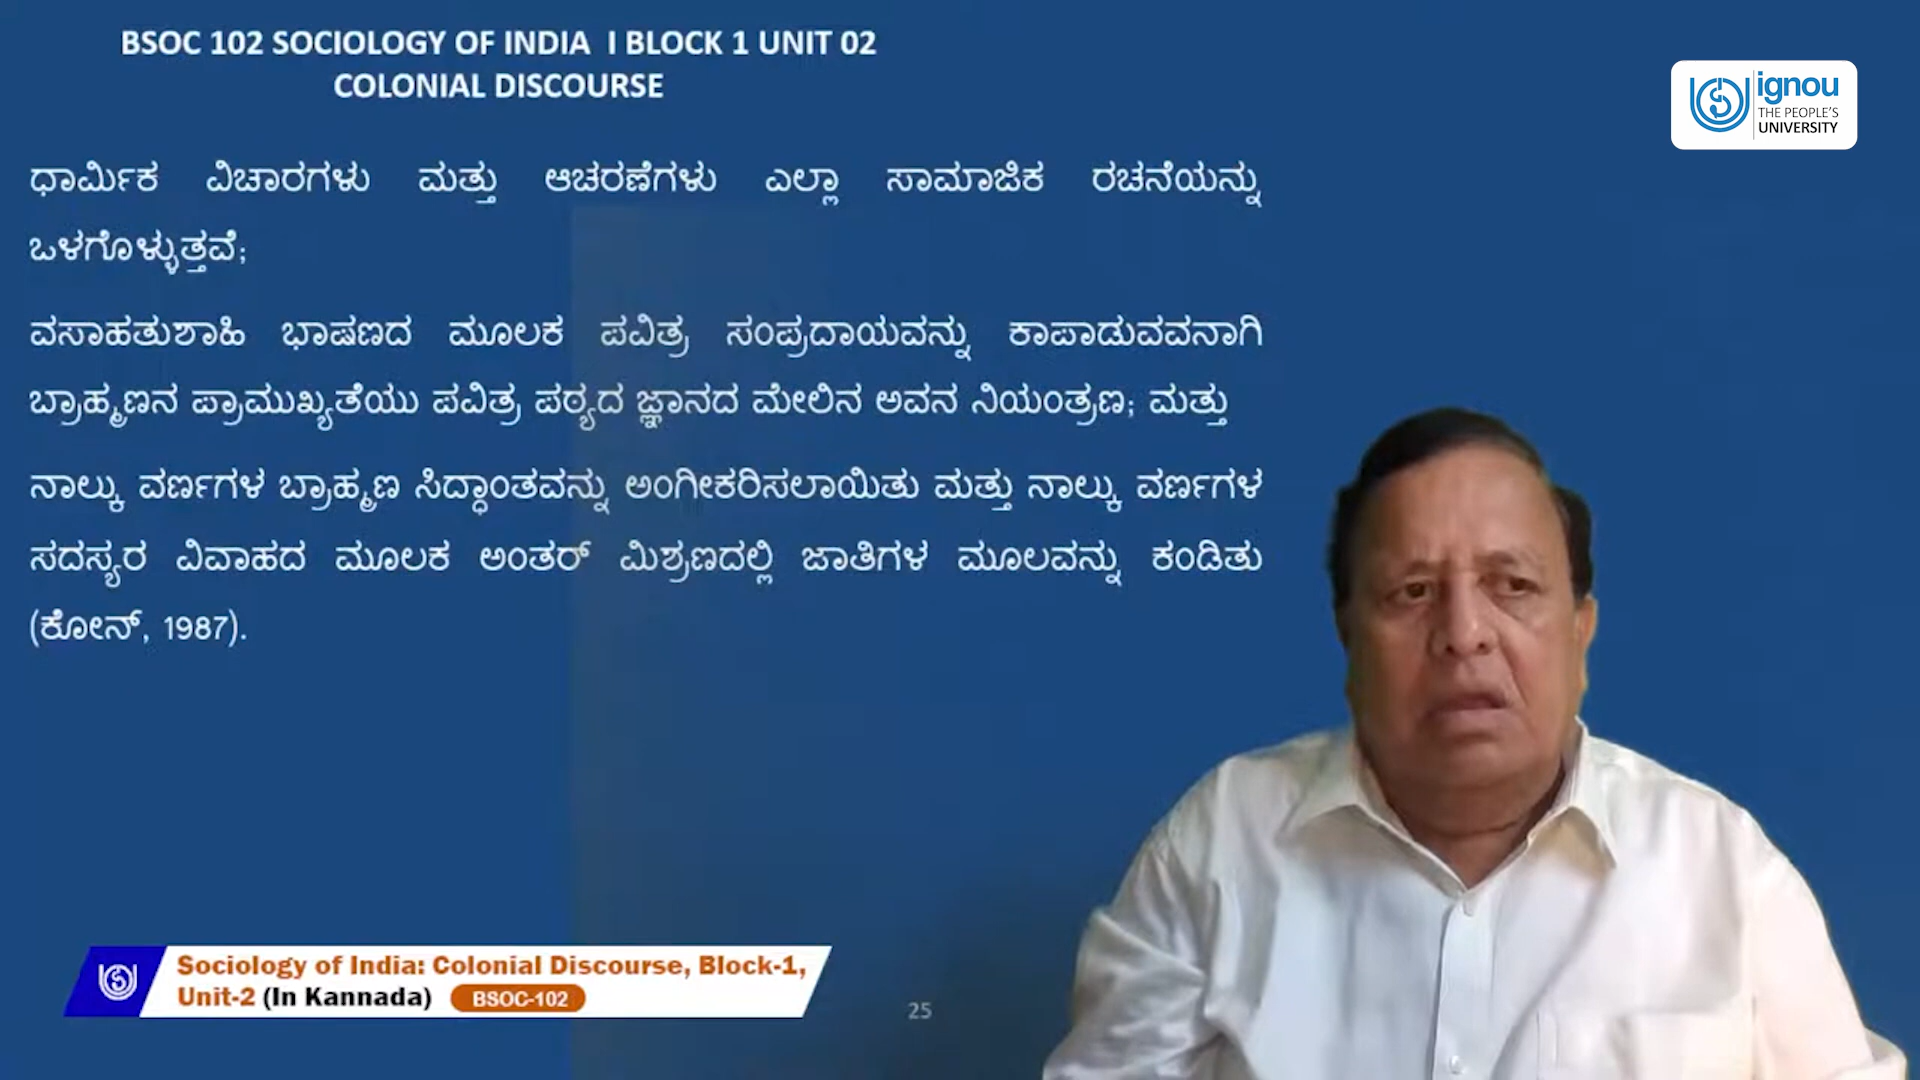 BSOC 102 SOCIOLOGY OF INDIA I BLOCK 1 UNIT 02
COLONIAL DISCOURSE
ignou
THE PEOPLE'S
UNIVERSITY
ಧಾರ್ಮಿಕ ವಿಚಾರಗಳು ಮತ್ತು ಆಚರಣೆಗಳು ಎಲ್ಲಾ ಸಾಮಾಜಿಕ ರಚನೆಯನ್ನು
ಒಳಗೊಳ್ಳುತ್ತವೆ;
ವಸಾಹತುಶಾಹಿ ಭಾಷಣದ ಮೂಲಕ ಪವಿತ್ರ ಸಂಪ್ರದಾಯವನ್ನು ಕಾಪಾಡುವವನಾಗಿ
ಬ್ರಾಹ್ಮಣನ ಪ್ರಾಮುಖ್ಯತೆಯು ಪವಿತ್ರ ಪಠ್ಯದ ಜ್ಞಾನದ ಮೇಲಿನ ಅವನ ನಿಯಂತ್ರಣ; ಮತ್ತು
ನಾಲ್ಕು ವರ್ಣಗಳ ಬ್ರಾಹ್ಮಣ ಸಿದ್ಧಾಂತವನ್ನು ಅಂಗೀಕರಿಸಲಾಯಿತು ಮತ್ತು ನಾಲ್ಕು ವರ್ಣಗಳ
ಸದಸ್ಯರ ವಿವಾಹದ ಮೂಲಕ ಅಂತರ್ ಮಿಶ್ರಣದಲ್ಲಿ ಜಾತಿಗಳ ಮೂಲವನ್ನು ಕಂಡಿತು
(ಕೋನ್, 1987).
Sociology of India: Colonial Discourse, Block-1,
Unit-2 (In Kannada) BSOC-102
25